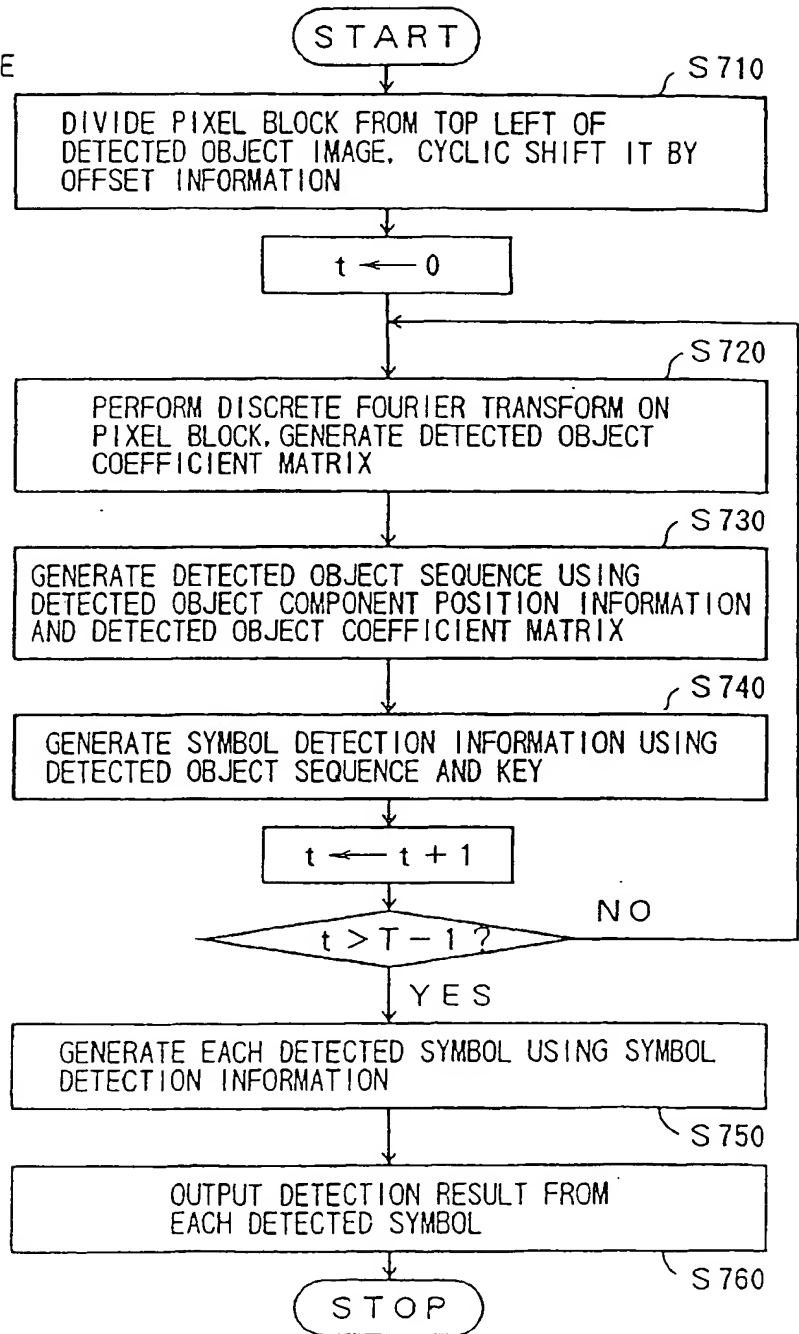 START
E
S710
DIVIDE PIXEL BLOCK FROM TOP LEFT OF
DETECTED OBJECT IMAGE, CYCLIC SHIFT IT BY
OFFSET INFORMATION
t ← 0
S720
PERFORM DISCRETE FOURIER TRANSFORM ON
PIXEL BLOCK, GENERATE DETECTED OBJECT
COEFFICIENT MATRIX
S730
GENERATE DETECTED OBJECT SEQUENCE USING
DETECTED OBJECT COMPONENT POSITION INFORMATION
AND DETECTED OBJECT COEFFICIENT MATRIX
S740
GENERATE SYMBOL DETECTION INFORMATION USING
DETECTED OBJECT SEQUENCE AND KEY
t ← t + 1
NO
t > T − 1 ?
YES
GENERATE EACH DETECTED SYMBOL USING SYMBOL
DETECTION INFORMATION
S750
OUTPUT DETECTION RESULT FROM
EACH DETECTED SYMBOL
S760
STOP